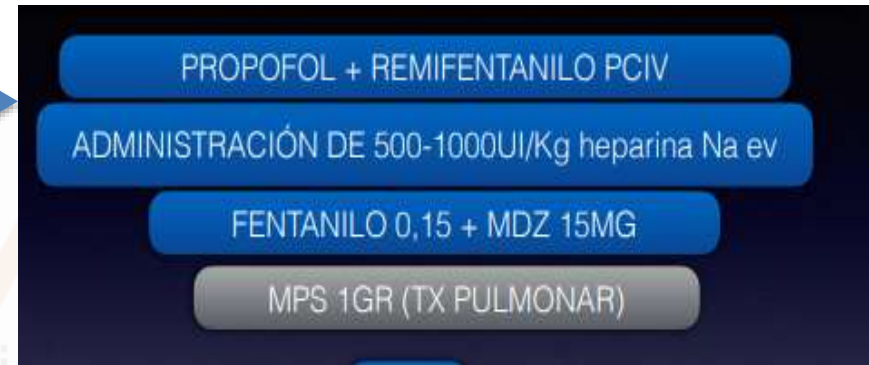 PROPOFOL + REMIFENTANILO PCIV
ADMINISTRACIÓN DE 500-1000UI/Kg heparina Na ev
FENTANILO 0,15 + MDZ 15MG
MPS 1GR (TX PULMONAR)